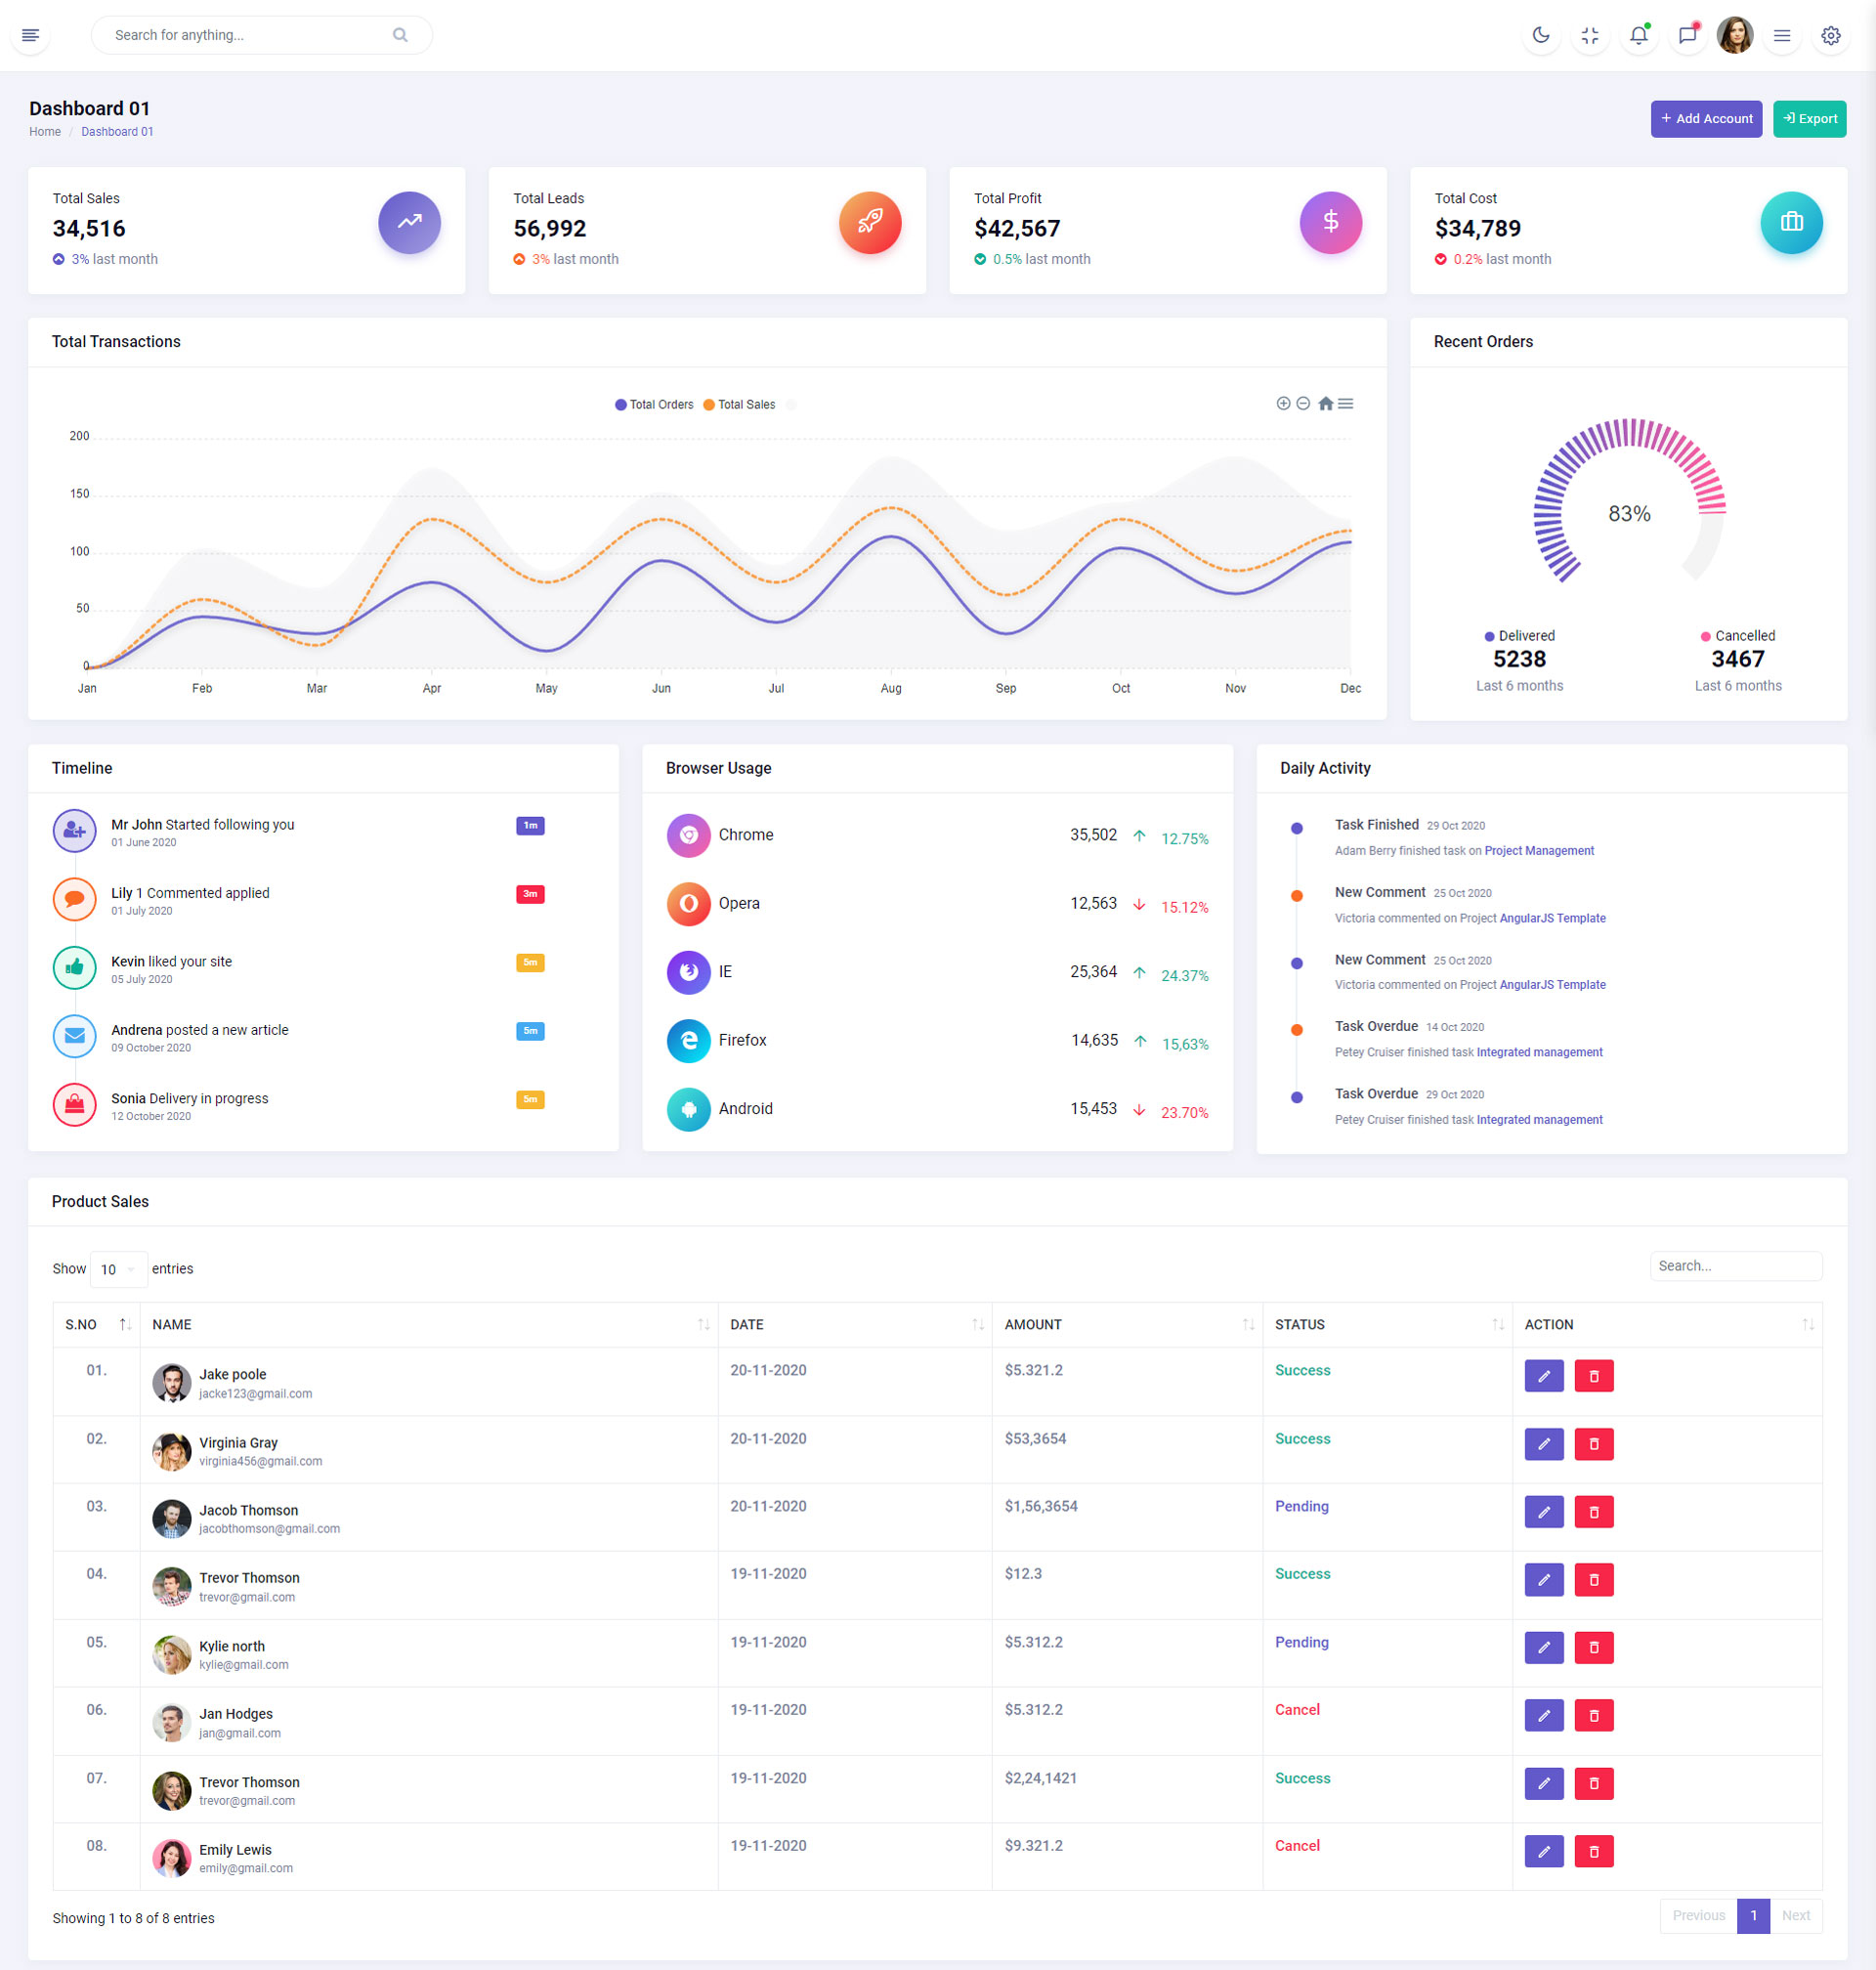 Search for anything...
Dashboard 01
Home / Dashboard 01
+ Add Account
Export
Total Sales
34,516
3% last month
Total Leads
56,992
3% last month
Total Profit
$42,567
0.5% last month
Total Cost
$34,789
0.2% last month
Total Transactions
Total Orders Total Sales
200
150
100
50
0
Jan Feb Mar Apr May Jun Jul Aug Sep Oct Nov Dec
Recent Orders
83%
Delivered
5238
Last 6 months
Cancelled
3467
Last 6 months
Timeline
Mr John Started following you 1m
01 June 2020
Lily 1 Commented applied 3m
01 July 2020
Kevin liked your site 5m
05 July 2020
Andrena posted a new article 5m
09 October 2020
Sonia Delivery in progress 5m
12 October 2020
Browser Usage
Chrome 35,502 12.75%
Opera 12,563 15.12%
IE 25,364 24.37%
Firefox 14,635 15,63%
Android 15,453 23.70%
Daily Activity
Task Finished 29 Oct 2020
Adam Berry finished task on Project Management
New Comment 25 Oct 2020
Victoria commented on Project AngularJS Template
New Comment 25 Oct 2020
Victoria commented on Project AngularJS Template
Task Overdue 14 Oct 2020
Petey Cruiser finished task Integrated management
Task Overdue 29 Oct 2020
Petey Cruiser finished task Integrated management
Product Sales
Show 10 entries
Search...
S.NO NAME DATE AMOUNT STATUS ACTION
01. Jake poole 20-11-2020 $5.321.2 Success
jacke123@gmail.com
02. Virginia Gray 20-11-2020 $53,3654 Success
virginia456@gmail.com
03. Jacob Thomson 20-11-2020 $1,56,3654 Pending
jacobthomson@gmail.com
04. Trevor Thomson 19-11-2020 $12.3 Success
trevor@gmail.com
05. Kylie north 19-11-2020 $5.312.2 Pending
kylie@gmail.com
06. Jan Hodges 19-11-2020 $5.312.2 Cancel
jan@gmail.com
07. Trevor Thomson 19-11-2020 $2,24,1421 Success
trevor@gmail.com
08. Emily Lewis 19-11-2020 $9.321.2 Cancel
emily@gmail.com
Showing 1 to 8 of 8 entries
Previous 1 Next